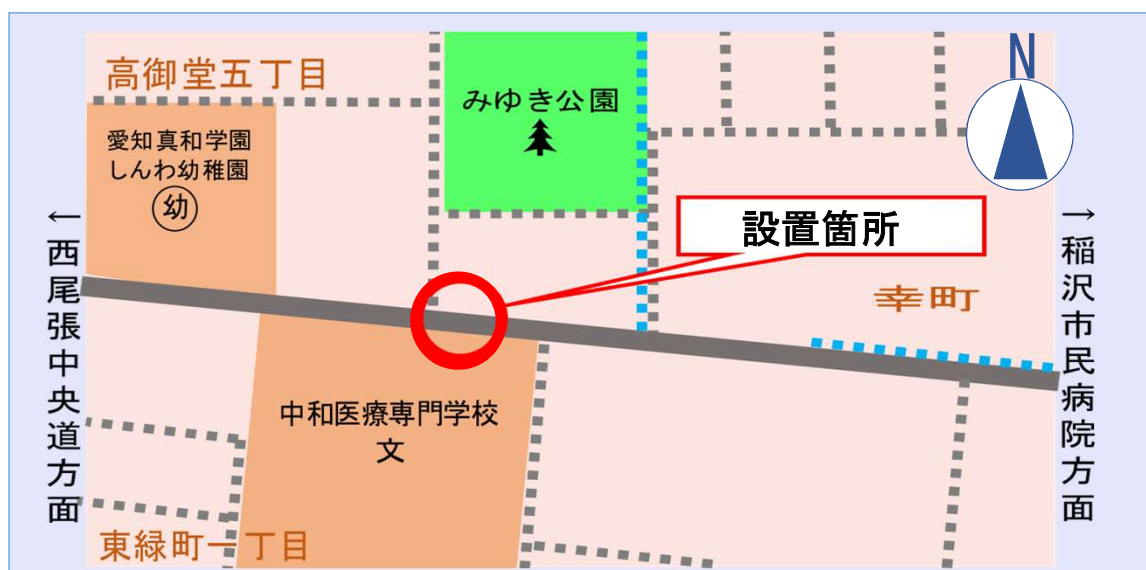 高御堂五丁目
みゆき公園
N
愛知真和学園
しんわ幼稚園
幼
設置箇所
←西尾張中央道方面
→稲沢市民病院方面
幸町
中和医療専門学校
文
東緑町一丁目